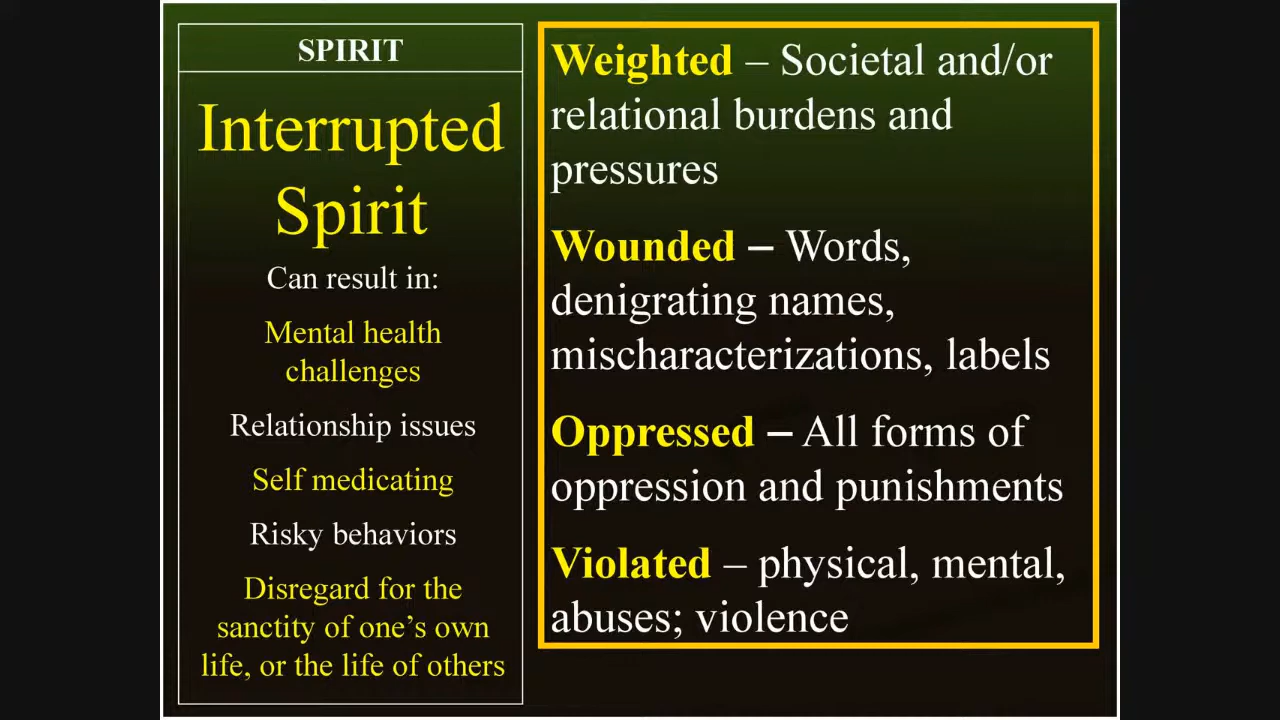 SPIRIT
Interrupted
Spirit
Can result in:
Mental health
challenges
Relationship issues
Self medicating
Risky behaviors
Disregard for the
sanctity of one’s own
life, or the life of others
Weighted – Societal and/or
relational burdens and
pressures
Wounded – Words,
denigrating names,
mischaracterizations, labels
Oppressed – All forms of
oppression and punishments
Violated – physical, mental,
abuses; violence